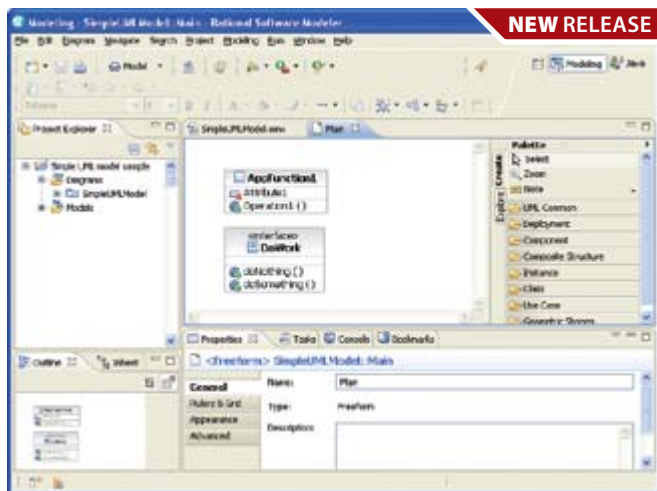 Modeling - SimpleUMLModel::Main - Rational Software Modeler
NEW RELEASE
File Edit Diagram Navigate Search Project Modeling Run Window Help
Modeling Java
Project Explorer
Simple UML model sample
Diagrams
SimpleUMLModel
Models
SimpleUMLModel.emx
AppFunction1
Attribute1
Operation1 ()
«interface»
DoWork
doNothing ()
doSomething ()
Palette
Select
Zoom
Note
UML Common
Deployment
Component
Composite Structure
Instance
Class
Use Case
Geometric Shapes
Create
Explore
Outline
Inherit
Properties Tasks Console Bookmarks
<Freeform> SimpleUMLModel::Main
General
Rulers & Grid
Appearance
Advanced
Name:
Type: Freeform
Description: